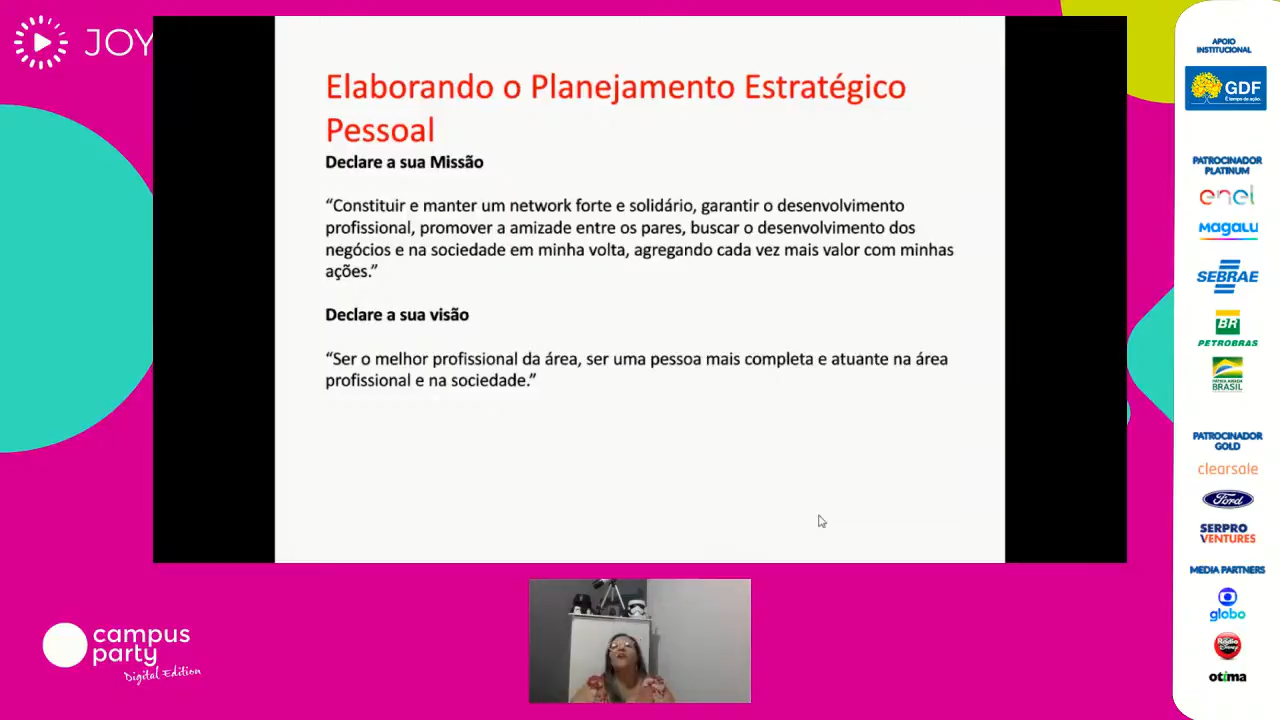 JOY
Elaborando o Planejamento Estratégico
Pessoal
Declare a sua Missão
“Constituir e manter um network forte e solidário, garantir o desenvolvimento
profissional, promover a amizade entre os pares, buscar o desenvolvimento dos
negócios e na sociedade em minha volta, agregando cada vez mais valor com minhas
ações.”
Declare a sua visão
“Ser o melhor profissional da área, ser uma pessoa mais completa e atuante na área
profissional e na sociedade.”
campus
party
Digital Edition
APOIO
INSTITUCIONAL
GDF
É tempo de ação.
PATROCINADOR
PLATINUM
enel
MAGALU
SEBRAE
BR
PETROBRAS
PÁTRIA AMADA
BRASIL
PATROCINADOR
GOLD
clearsale
Ford
SERPRO
VENTURES
MEDIA PARTNERS
globo
Rádio
Disney
otima